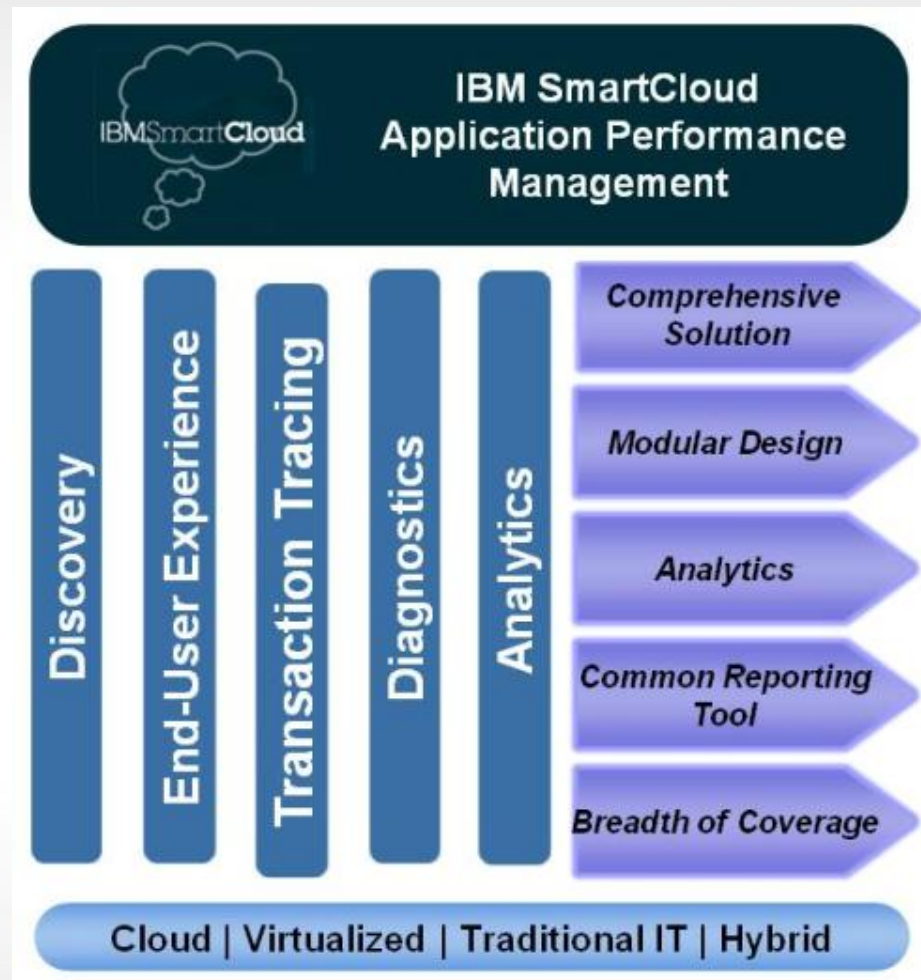 IBMSmartCloud
IBM SmartCloud
Application Performance
Management
Discovery
End-User Experience
Transaction Tracing
Diagnostics
Analytics
Comprehensive
Solution
Modular Design
Analytics
Common Reporting
Tool
Breadth of Coverage
Cloud | Virtualized | Traditional IT | Hybrid